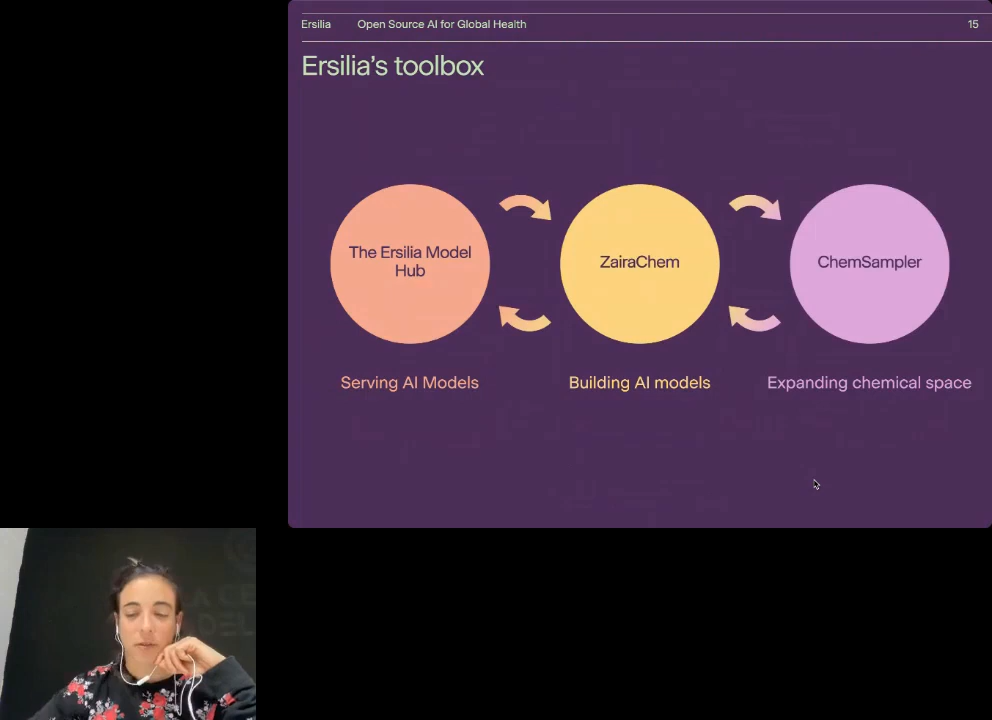 Ersilia Open Source AI for Global Health 15
Ersilia's toolbox
The Ersilia Model
Hub
ZairaChem
ChemSampler
Serving AI Models
Building AI models
Expanding chemical space